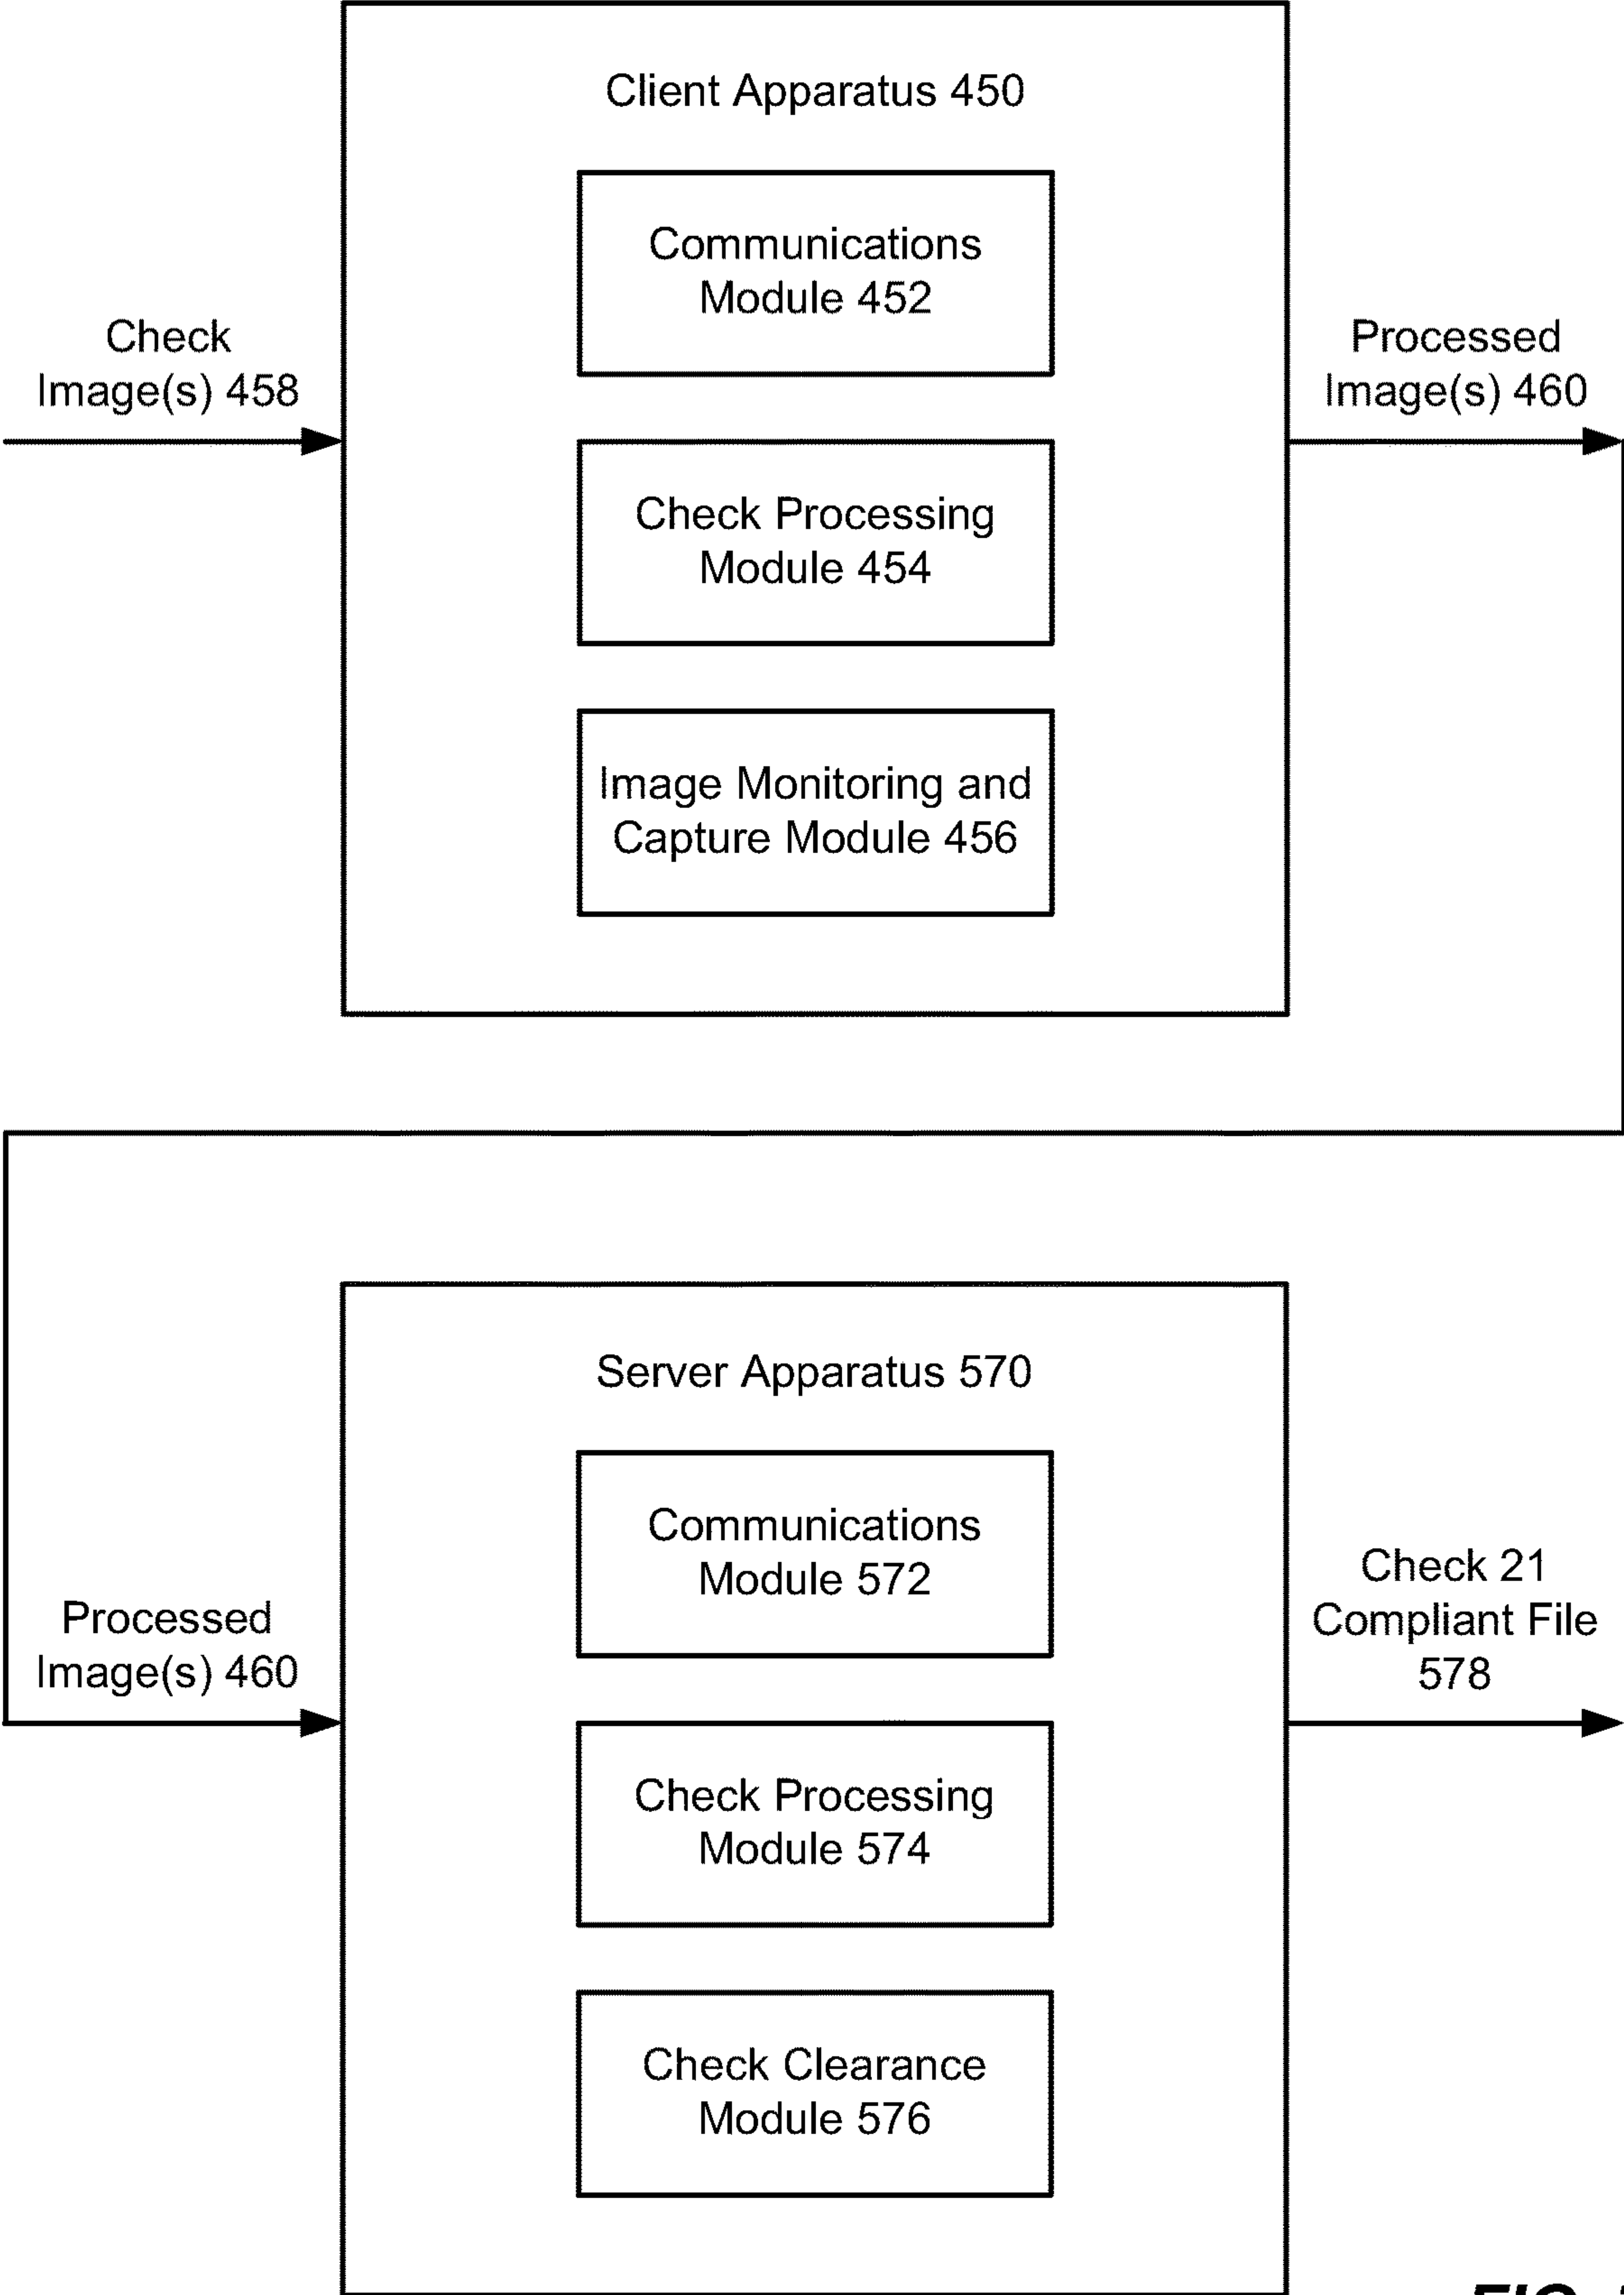 Client Apparatus 450
Communications
Module 452
Check
Image(s) 458
Processed
Image(s) 460
Check Processing
Module 454
Image Monitoring and
Capture Module 456
Server Apparatus 570
Communications
Module 572
Processed
Image(s) 460
Check 21
Compliant File
578
Check Processing
Module 574
Check Clearance
Module 576